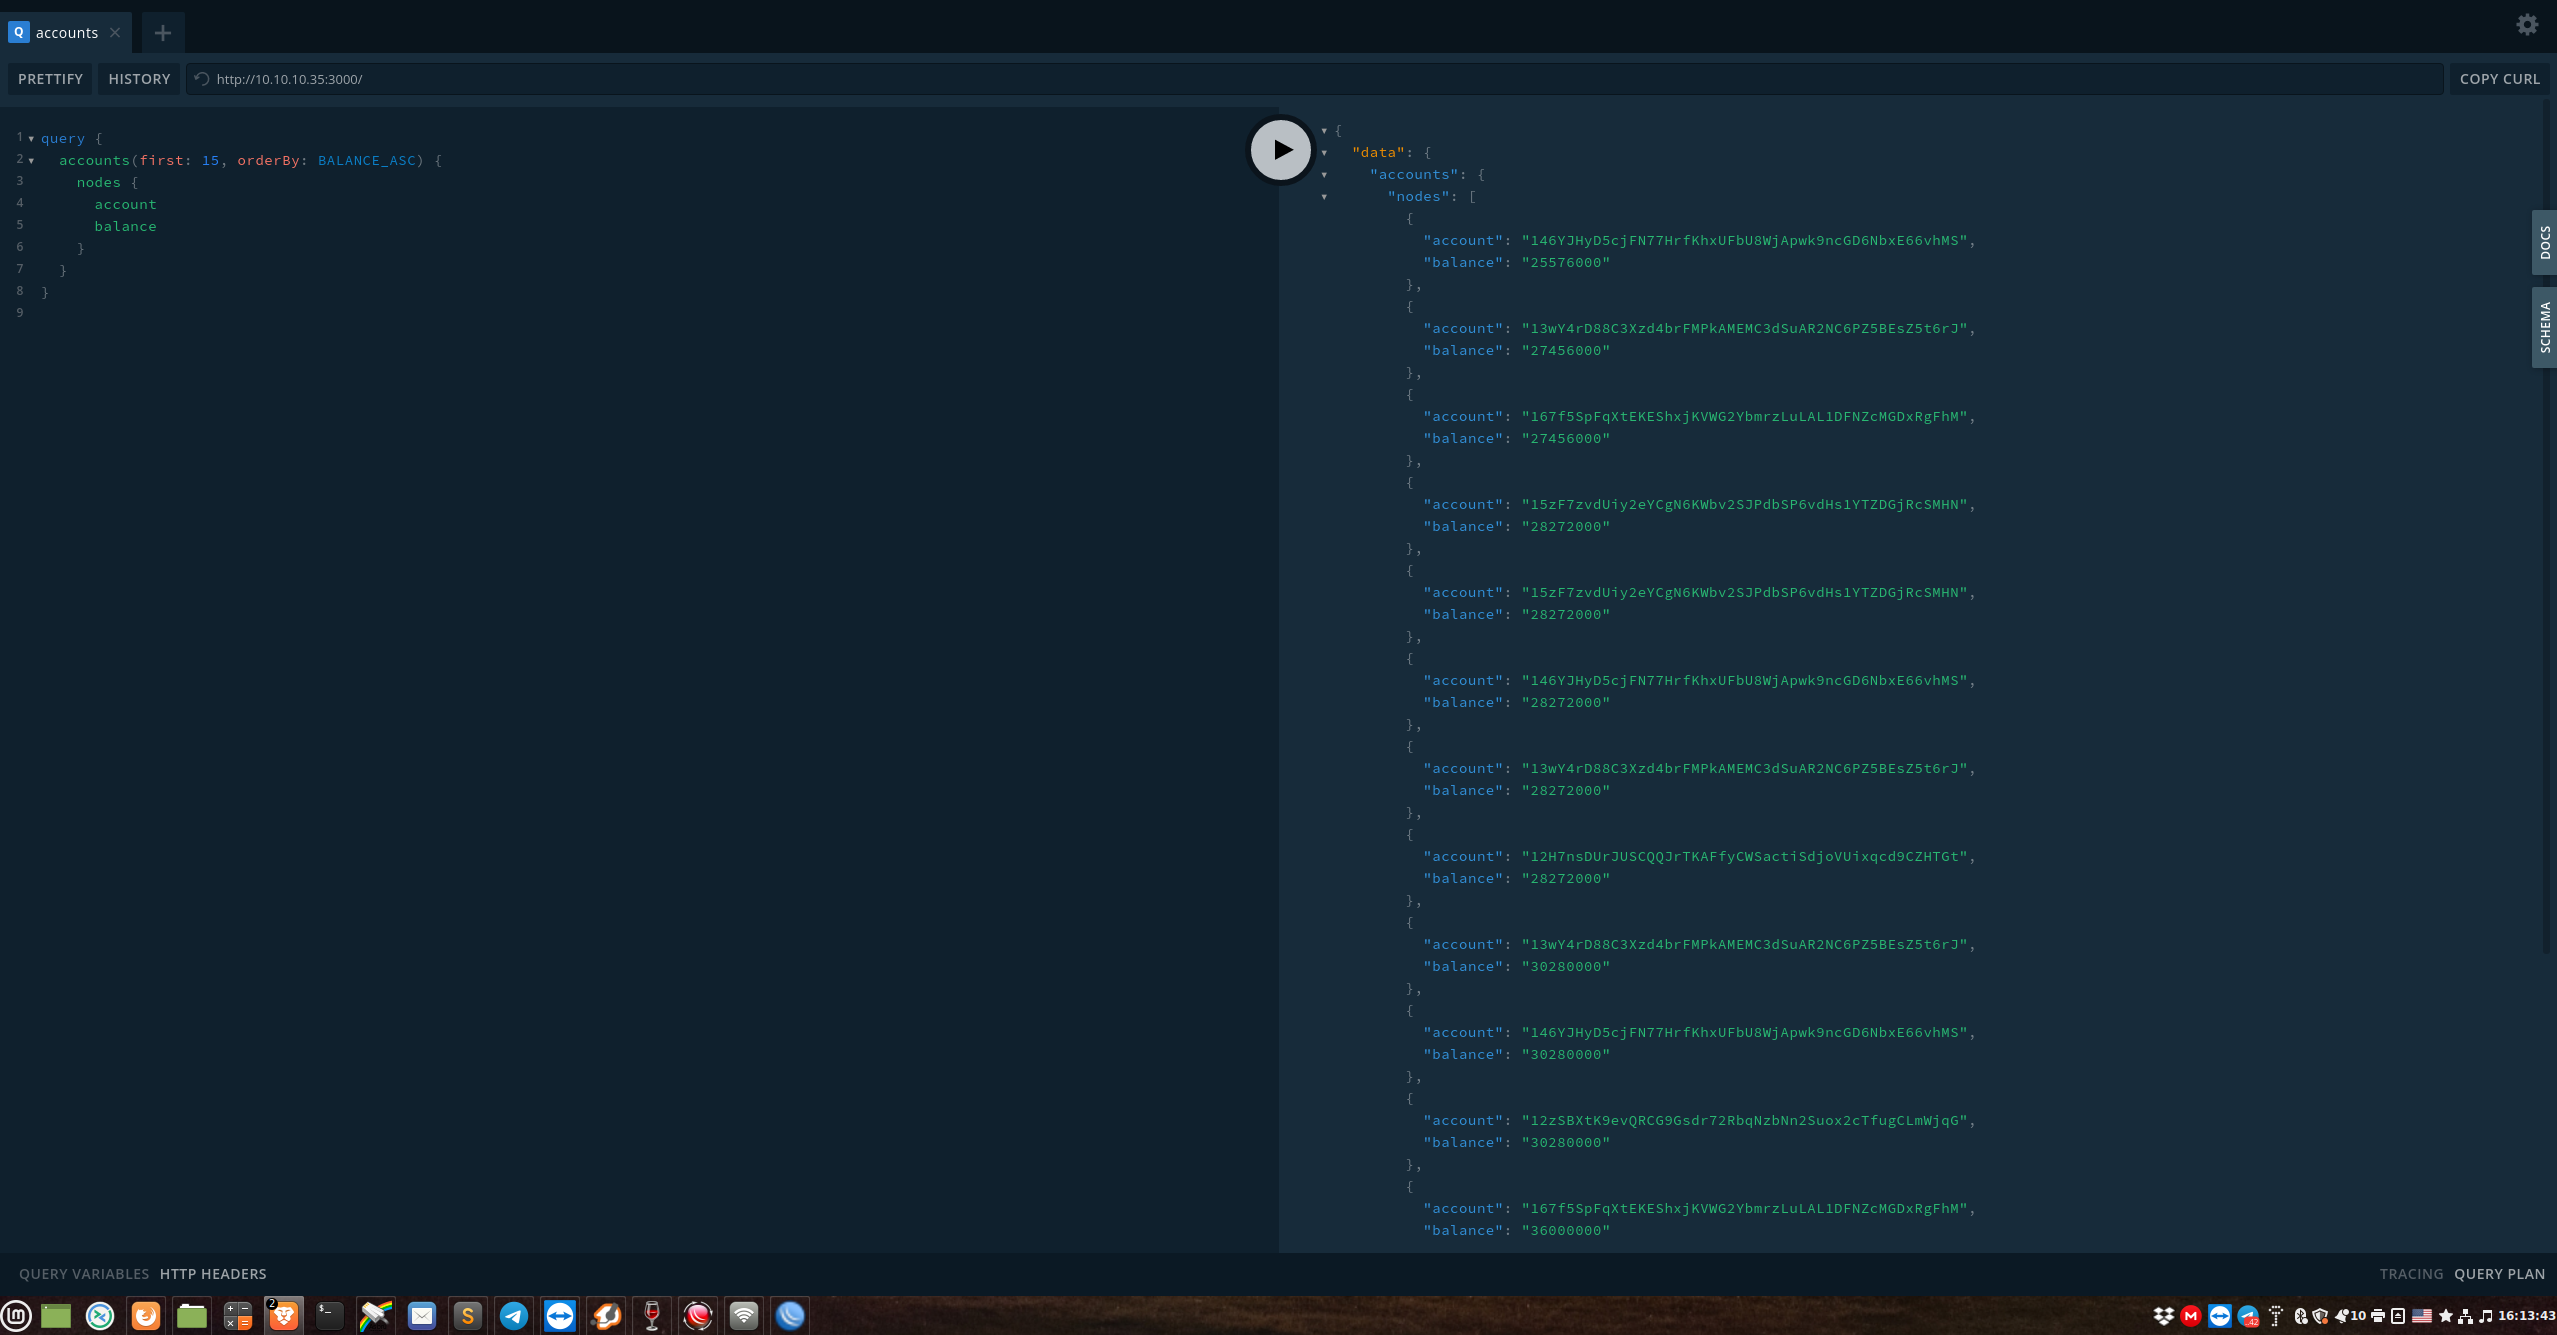 Q accounts
PRETTIFY HISTORY http://10.10.10.35:3000/ COPY CURL
1 query {
2 accounts(first: 15, orderBy: BALANCE_ASC) {
3 nodes {
4 account
5 balance
6 }
7 }
8 }
9
{
"data": {
"accounts": {
"nodes": [
{
"account": "146YJHyD5cjFN77HrfKhxUFbU8WjApwk9ncGD6NbxE66vhMS",
"balance": "25576000"
},
{
"account": "13wY4rD88C3Xzd4brFMPkAMEMC3dSuAR2NC6PZ5BEsZ5t6rJ",
"balance": "27456000"
},
{
"account": "167f5SpFqXtEKEShxjKVWG2YbmrzLuLAL1DFNZcMGDxRgFhM",
"balance": "27456000"
},
{
"account": "15zF7zvdUiy2eYCgN6KWbv2SJPdbSP6vdHs1YTZDGjRcSMHN",
"balance": "28272000"
},
{
"account": "15zF7zvdUiy2eYCgN6KWbv2SJPdbSP6vdHs1YTZDGjRcSMHN",
"balance": "28272000"
},
{
"account": "146YJHyD5cjFN77HrfKhxUFbU8WjApwk9ncGD6NbxE66vhMS",
"balance": "28272000"
},
{
"account": "13wY4rD88C3Xzd4brFMPkAMEMC3dSuAR2NC6PZ5BEsZ5t6rJ",
"balance": "28272000"
},
{
"account": "12H7nsDUrJUSCQQJrTKAFfyCWSactiSdjoVUixqcd9CZHTGt",
"balance": "28272000"
},
{
"account": "13wY4rD88C3Xzd4brFMPkAMEMC3dSuAR2NC6PZ5BEsZ5t6rJ",
"balance": "30280000"
},
{
"account": "146YJHyD5cjFN77HrfKhxUFbU8WjApwk9ncGD6NbxE66vhMS",
"balance": "30280000"
},
{
"account": "12zSBXtK9evQRCG9Gsdr72RbqNzbNn2Suox2cTfugCLmWjqG",
"balance": "30280000"
},
{
"account": "167f5SpFqXtEKEShxjKVWG2YbmrzLuLAL1DFNZcMGDxRgFhM",
"balance": "36000000"
DOCS
SCHEMA
QUERY VARIABLES HTTP HEADERS TRACING QUERY PLAN
2
10
16:13:43